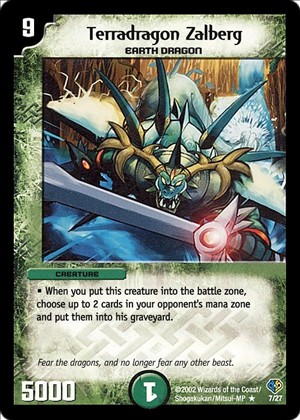 9
Terradragon Zalberg
EARTH DRAGON
CREATURE
▪ When you put this creature into the battle zone,
choose up to 2 cards in your opponent's mana zone
and put them into his graveyard.
Fear the dragons, and no longer fear any other beast.
5000
1
©2002 Wizards of the Coast/
Shogakukan/Mitsui-MP ★ 7/27